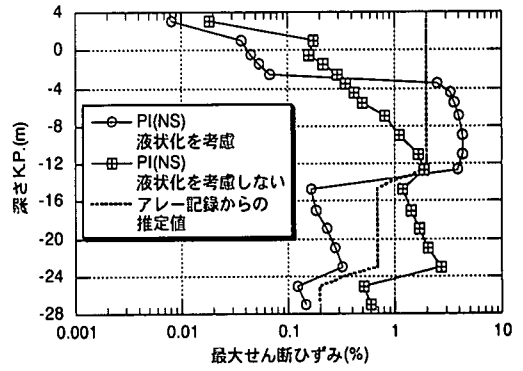 深さ K.P.(m)
4
0
-4
-8
-12
-16
-20
-24
-28
PI(NS)
液状化を考慮
PI(NS)
液状化を考慮しない
アレー記録からの
推定値
0.001
0.01
0.1
1
10
最大せん断ひずみ(%)